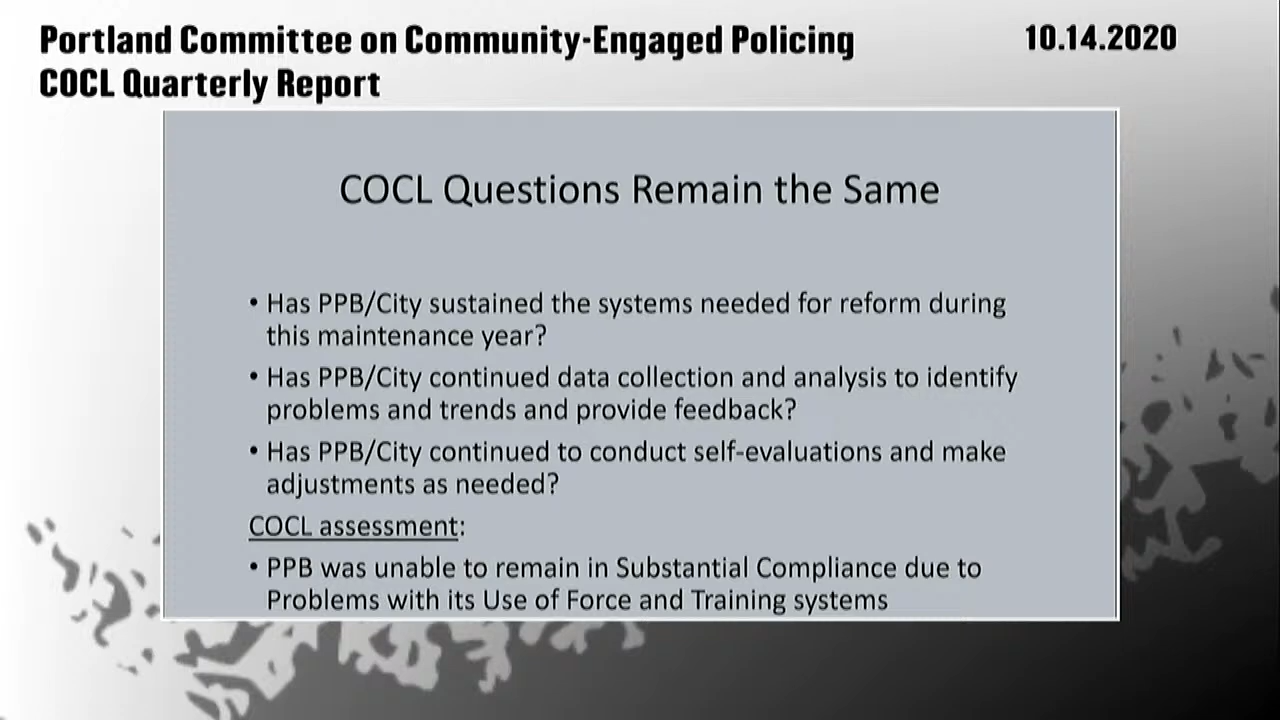 Portland Committee on Community-Engaged Policing
10.14.2020
COCL Quarterly Report
COCL Questions Remain the Same
• Has PPB/City sustained the systems needed for reform during
this maintenance year?
• Has PPB/City continued data collection and analysis to identify
problems and trends and provide feedback?
• Has PPB/City continued to conduct self-evaluations and make
adjustments as needed?
COCL assessment:
• PPB was unable to remain in Substantial Compliance due to
Problems with its Use of Force and Training systems